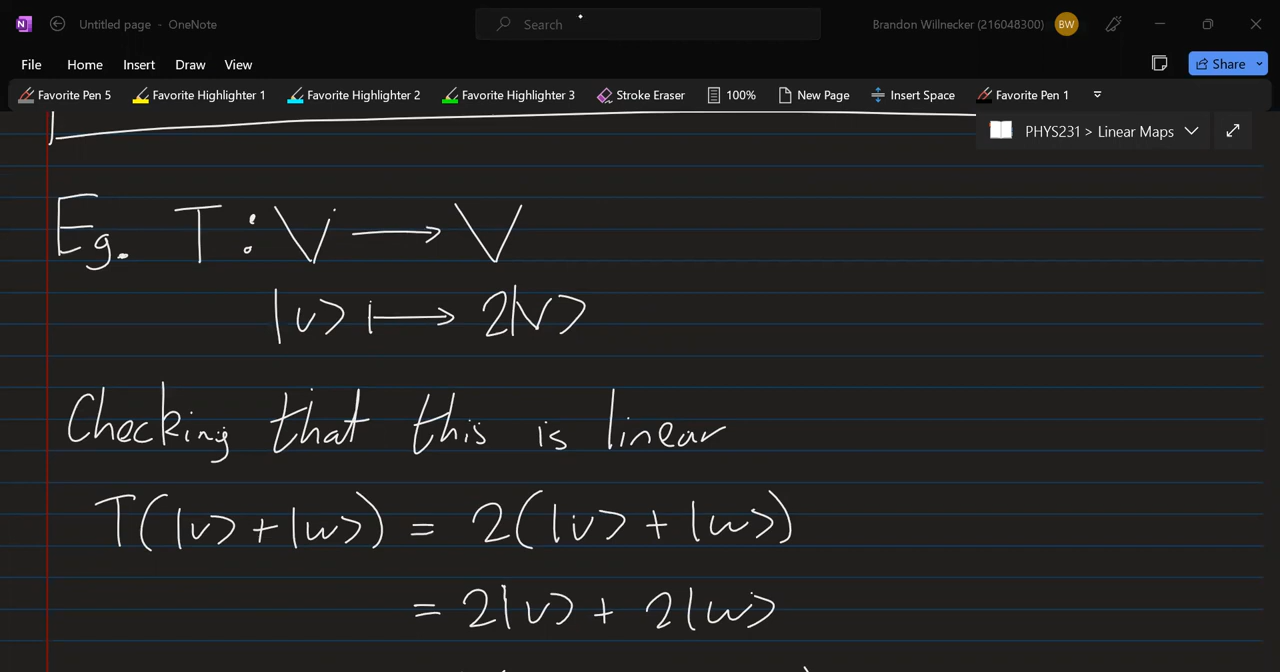 Untitled page - OneNote
Search
Brandon Willnecker (216048300) BW
File Home Insert Draw View
Share
Favorite Pen 5 Favorite Highlighter 1 Favorite Highlighter 2 Favorite Highlighter 3 Stroke Eraser 100% New Page Insert Space Favorite Pen 1
PHYS231 > Linear Maps
Eg. T : V ⟶ V
|v⟩ ⟼ 2|v⟩
Checking that this is linear
T(|v⟩ + |w⟩) = 2(|v⟩ + |w⟩)
= 2|v⟩ + 2|w⟩